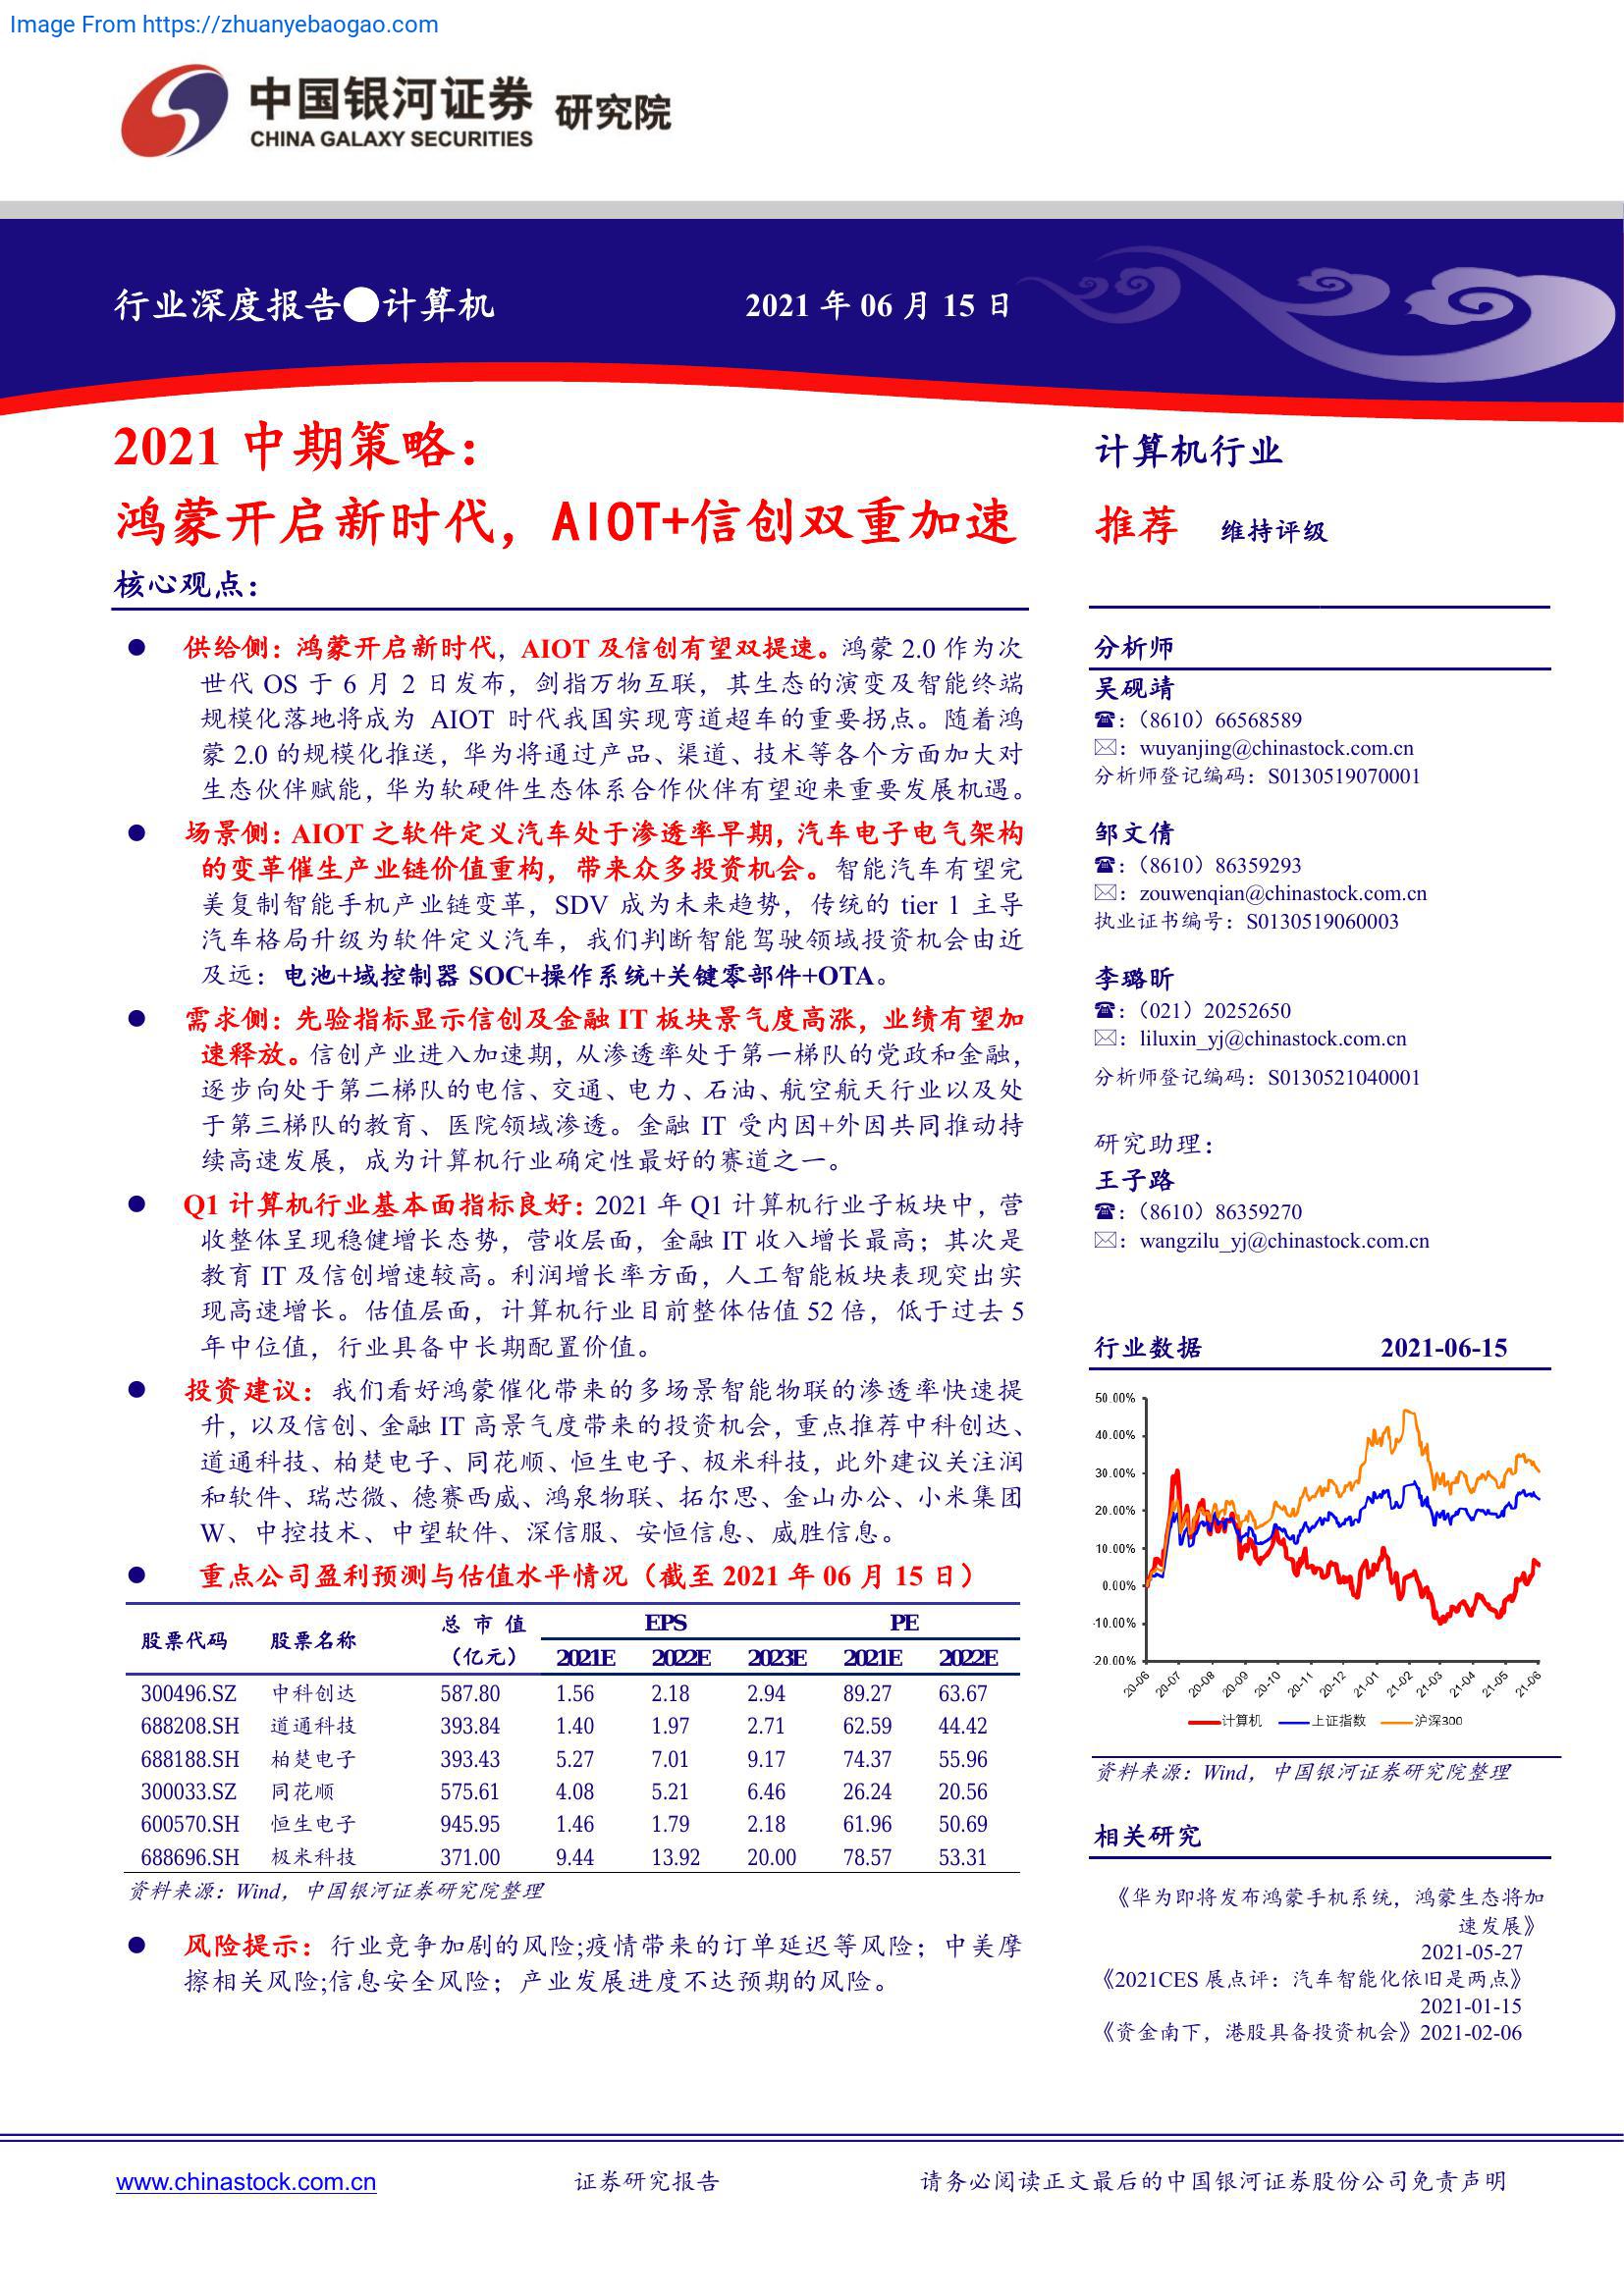 Image From https://zhuanyebaogao.com
中国银河证券 研究院
CHINA GALAXY SECURITIES
行业深度报告●计算机 2021 年 06 月 15 日
2021 中期策略：
鸿蒙开启新时代，AIOT+信创双重加速
核心观点：
● 供给侧：鸿蒙开启新时代，AIOT 及信创有望双提速。鸿蒙 2.0 作为次
世代 OS 于 6 月 2 日发布，剑指万物互联，其生态的演变及智能终端
规模化落地将成为 AIOT 时代我国实现弯道超车的重要拐点。随着鸿
蒙 2.0 的规模化推送，华为将通过产品、渠道、技术等各个方面加大对
生态伙伴赋能，华为软硬件生态体系合作伙伴有望迎来重要发展机遇。
● 场景侧：AIOT 之软件定义汽车处于渗透率早期，汽车电子电气架构
的变革催生产业链价值重构，带来众多投资机会。智能汽车有望完
美复制智能手机产业链变革，SDV 成为未来趋势，传统的 tier 1 主导
汽车格局升级为软件定义汽车，我们判断智能驾驶领域投资机会由近
及远：电池+域控制器 SOC+操作系统+关键零部件+OTA。
● 需求侧：先验指标显示信创及金融 IT 板块景气度高涨，业绩有望加
速释放。信创产业进入加速期，从渗透率处于第一梯队的党政和金融，
逐步向处于第二梯队的电信、交通、电力、石油、航空航天行业以及处
于第三梯队的教育、医院领域渗透。金融 IT 受内因+外因共同推动持
续高速发展，成为计算机行业确定性最好的赛道之一。
● Q1 计算机行业基本面指标良好：2021 年 Q1 计算机行业子板块中，营
收整体呈现稳健增长态势，营收层面，金融 IT 收入增长最高；其次是
教育 IT 及信创增速较高。利润增长率方面，人工智能板块表现突出实
现高速增长。估值层面，计算机行业目前整体估值 52 倍，低于过去 5
年中位值，行业具备中长期配置价值。
● 投资建议：我们看好鸿蒙催化带来的多场景智能物联的渗透率快速提
升，以及信创、金融 IT 高景气度带来的投资机会，重点推荐中科创达、
道通科技、柏楚电子、同花顺、恒生电子、极米科技，此外建议关注润
和软件、瑞芯微、德赛西威、鸿泉物联、拓尔思、金山办公、小米集团
W、中控技术、中望软件、深信服、安恒信息、威胜信息。
● 重点公司盈利预测与估值水平情况（截至 2021 年 06 月 15 日）
股票代码 股票名称 总市值（亿元） EPS PE
2021E 2022E 2023E 2021E 2022E
300496.SZ 中科创达 587.80 1.56 2.18 2.94 89.27 63.67
688208.SH 道通科技 393.84 1.40 1.97 2.71 62.59 44.42
688188.SH 柏楚电子 393.43 5.27 7.01 9.17 74.37 55.96
300033.SZ 同花顺 575.61 4.08 5.21 6.46 26.24 20.56
600570.SH 恒生电子 945.95 1.46 1.79 2.18 61.96 50.69
688696.SH 极米科技 371.00 9.44 13.92 20.00 78.57 53.31
资料来源：Wind，中国银河证券研究院整理
● 风险提示：行业竞争加剧的风险;疫情带来的订单延迟等风险；中美摩
擦相关风险;信息安全风险；产业发展进度不达预期的风险。
计算机行业
推荐 维持评级
分析师
吴砚靖
☎：（8610）66568589
✉：wuyanjing@chinastock.com.cn
分析师登记编码：S0130519070001
邹文倩
☎：（8610）86359293
✉：zouwenqian@chinastock.com.cn
执业证书编号：S0130519060003
李璐昕
☎：（021）20252650
✉：liluxin_yj@chinastock.com.cn
分析师登记编码：S0130521040001
研究助理：
王子路
☎：（8610）86359270
✉：wangzilu_yj@chinastock.com.cn
行业数据 2021-06-15
50.00%
40.00%
30.00%
20.00%
10.00%
0.00%
-10.00%
-20.00%
20-06 20-07 20-08 20-09 20-10 20-11 20-12 21-01 21-02 21-03 21-04 21-05 21-06
计算机 上证指数 沪深300
资料来源：Wind，中国银河证券研究院整理
相关研究
《华为即将发布鸿蒙手机系统，鸿蒙生态将加
速发展》
2021-05-27
《2021CES 展点评：汽车智能化依旧是两点》
2021-01-15
《资金南下，港股具备投资机会》2021-02-06
www.chinastock.com.cn 证券研究报告 请务必阅读正文最后的中国银河证券股份公司免责声明